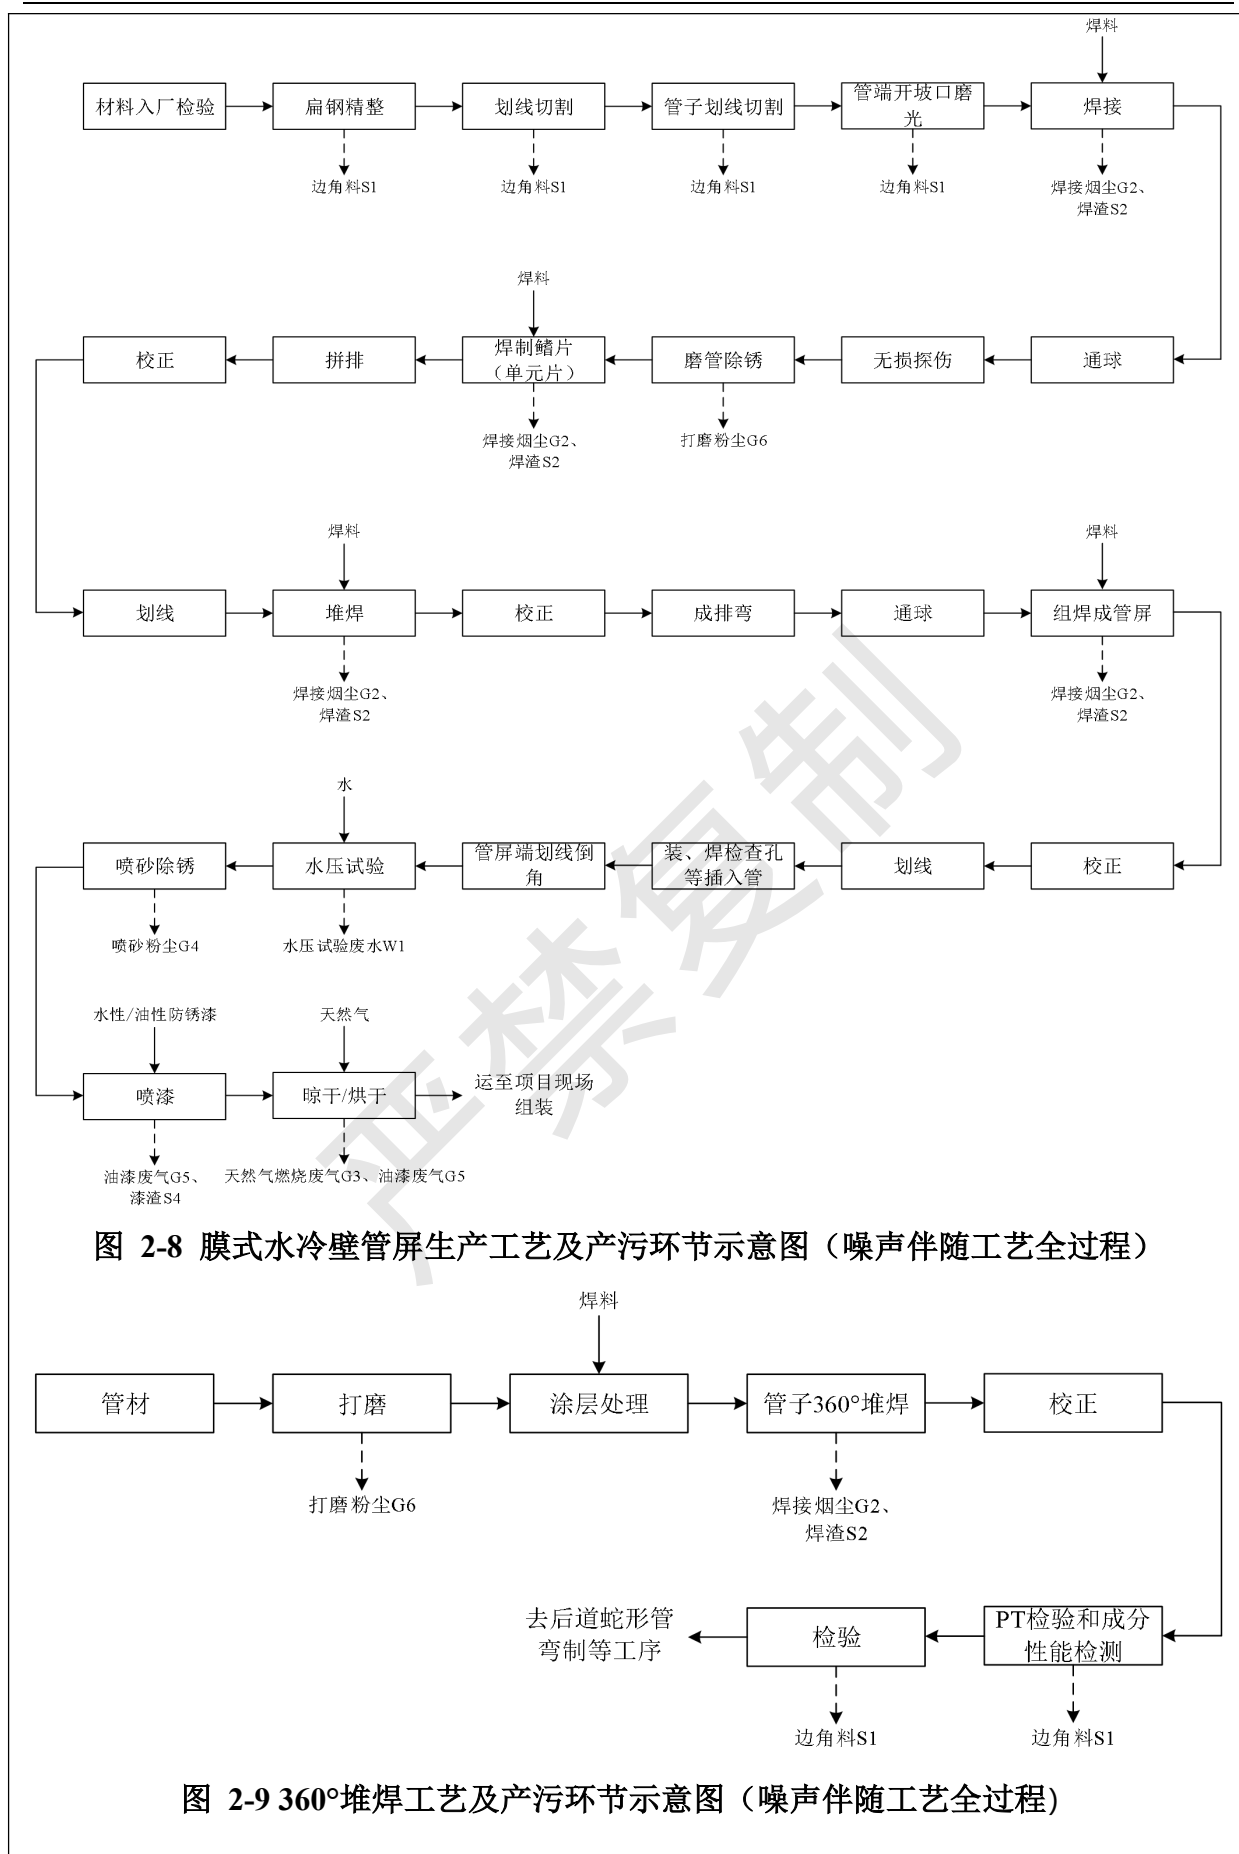 焊料
材料入厂检验
扁钢精整
划线切割
管子划线切割
管端开坡口磨
光
焊接
边角料S1
边角料S1
边角料S1
边角料S1
焊接烟尘G2、
焊渣S2
焊料
校正
拼排
焊制鳍片
（单元片）
磨管除锈
无损探伤
通球
焊接烟尘G2、
焊渣S2
打磨粉尘G6
焊料
焊料
划线
堆焊
校正
成排弯
通球
组焊成管屏
焊接烟尘G2、
焊渣S2
焊接烟尘G2、
焊渣S2
水
喷砂除锈
水压试验
管屏端划线倒
角
装、焊检查孔
等插入管
划线
校正
喷砂粉尘G4
水压试验废水W1
水性/油性防锈漆
天然气
喷漆
晾干/烘干
运至项目现场
组装
油漆废气G5、
漆渣S4
天然气燃烧废气G3、油漆废气G5
图 2-8 膜式水冷壁管屏生产工艺及产污环节示意图（噪声伴随工艺全过程）
焊料
管材
打磨
涂层处理
管子360°堆焊
校正
打磨粉尘G6
焊接烟尘G2、
焊渣S2
去后道蛇形管
弯制等工序
检验
PT检验和成分
性能检测
边角料S1
边角料S1
图 2-9 360°堆焊工艺及产污环节示意图（噪声伴随工艺全过程)
严禁复制